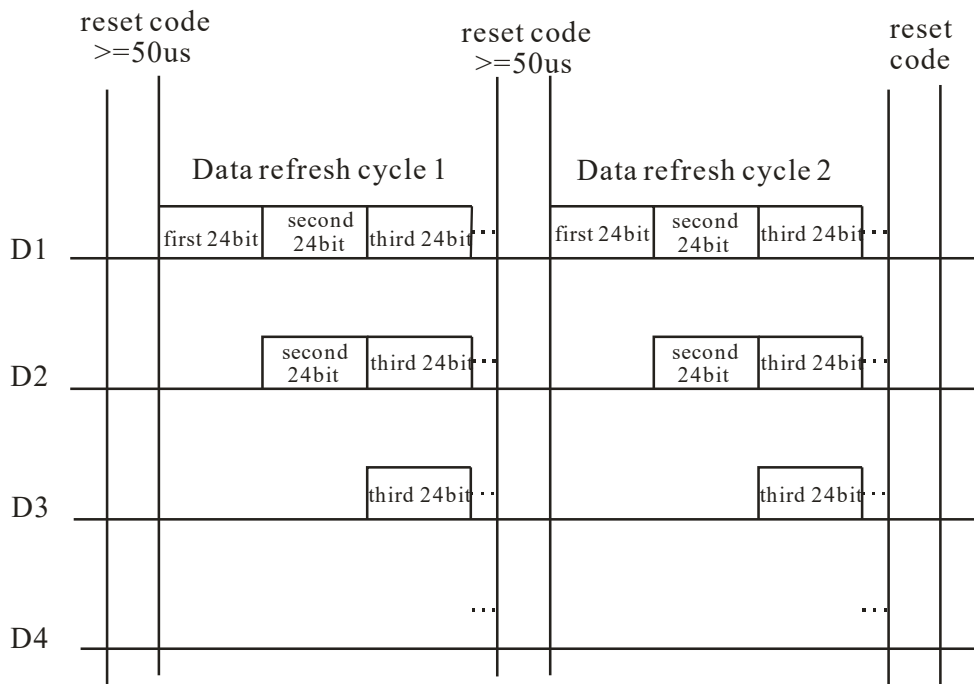 reset code
>=50us
reset code
>=50us
reset
code
Data refresh cycle 1
Data refresh cycle 2
D1
first 24bit
second
24bit
third 24bit
...
first 24bit
second
24bit
third 24bit
...
D2
second
24bit
third 24bit
...
second
24bit
third 24bit
...
D3
third 24bit
...
third 24bit
...
...
...
D4